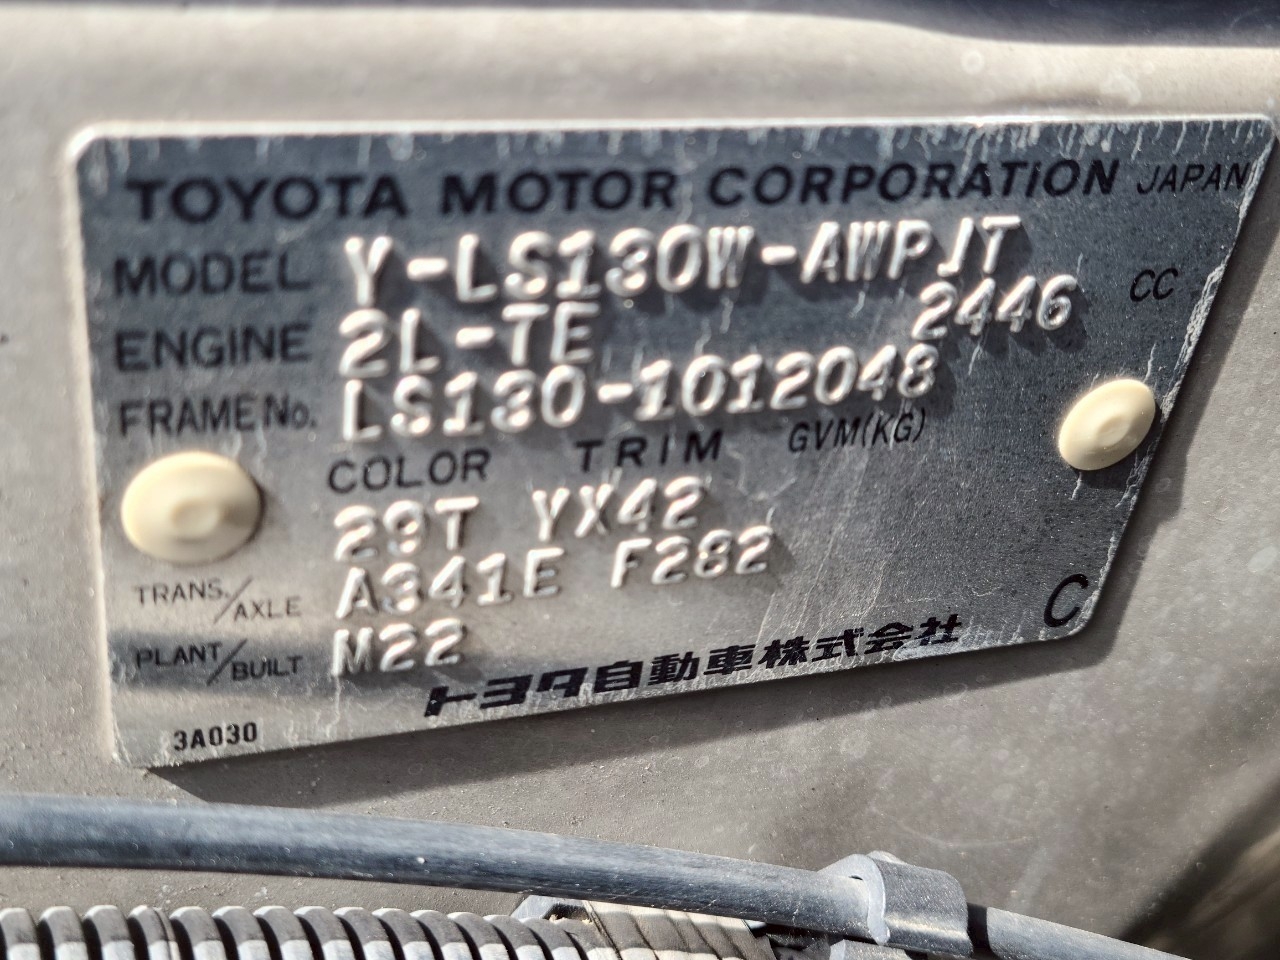 TOYOTA MOTOR CORPORATION JAPAN
MODEL Y-LS130W-AWPJT
ENGINE 2L-TE 2446 CC
FRAME No. LS130-1012048
COLOR TRIM GVM(KG)
29T YX42
TRANS./AXLE A341E F282
PLANT/BUILT M22
C
トヨタ自動車株式会社
3A030